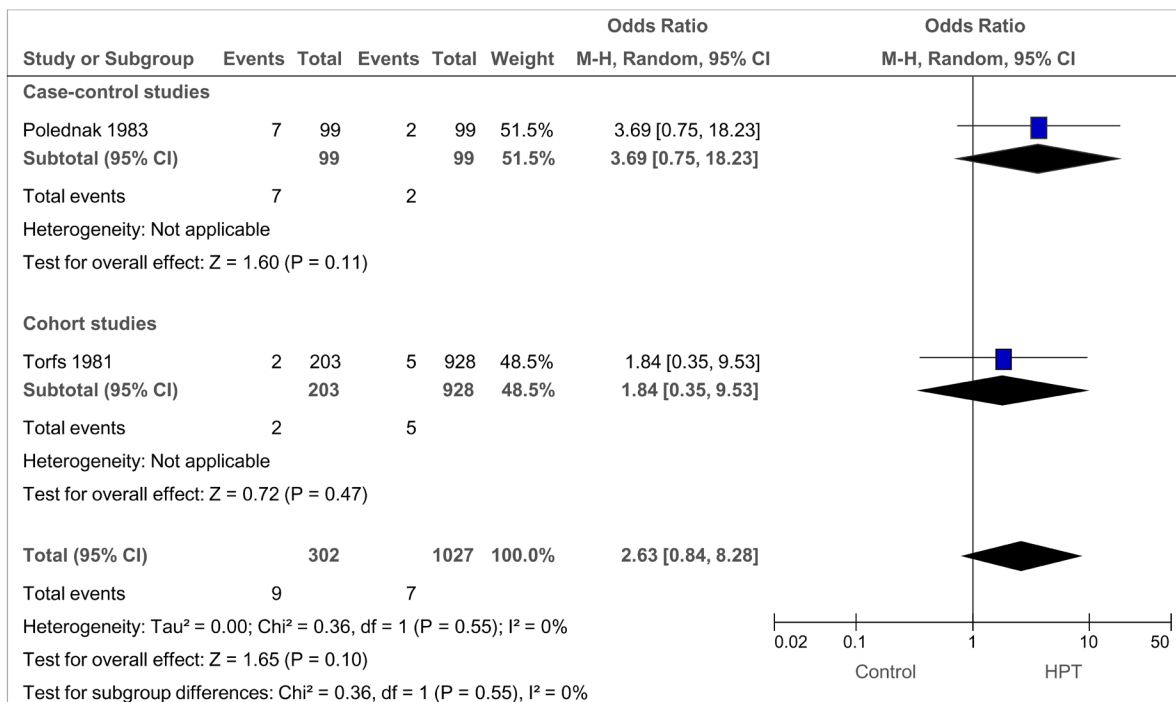 Odds Ratio Odds Ratio
Study or Subgroup Events Total Events Total Weight M-H, Random, 95% CI M-H, Random, 95% CI
Case-control studies
Polednak 1983 7 99 2 99 51.5% 3.69 [0.75, 18.23]
Subtotal (95% CI) 99 99 51.5% 3.69 [0.75, 18.23]
Total events 7 2
Heterogeneity: Not applicable
Test for overall effect: Z = 1.60 (P = 0.11)
Cohort studies
Torfs 1981 2 203 5 928 48.5% 1.84 [0.35, 9.53]
Subtotal (95% CI) 203 928 48.5% 1.84 [0.35, 9.53]
Total events 2 5
Heterogeneity: Not applicable
Test for overall effect: Z = 0.72 (P = 0.47)
Total (95% CI) 302 1027 100.0% 2.63 [0.84, 8.28]
Total events 9 7
Heterogeneity: Tau² = 0.00; Chi² = 0.36, df = 1 (P = 0.55); I² = 0%
Test for overall effect: Z = 1.65 (P = 0.10)
Test for subgroup differences: Chi² = 0.36, df = 1 (P = 0.55), I² = 0%
0.02 0.1 1 10 50
Control HPT